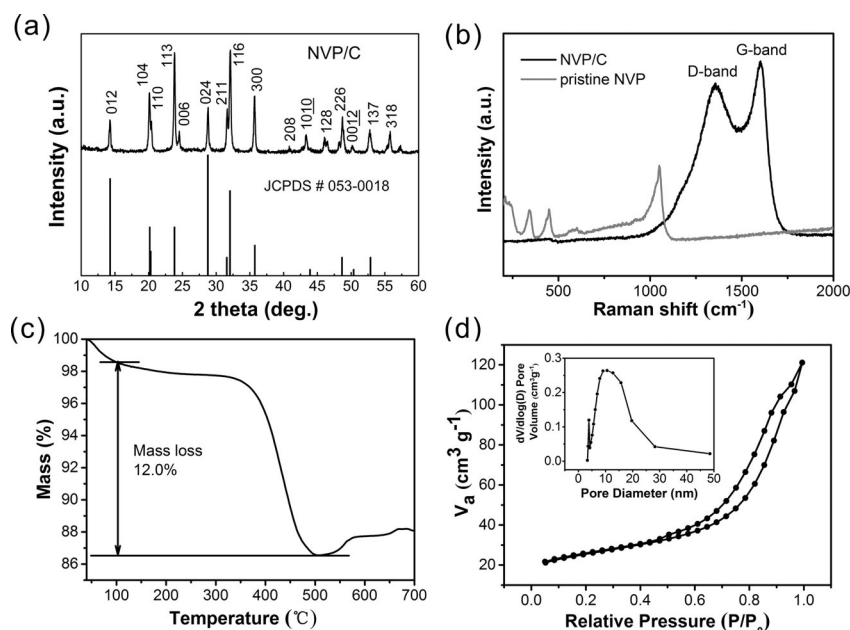 (a)
NVP/C
012
104
110
113
006
024
211
116
300
208
1010
128
226
0012
137
318
JCPDS # 053-0018
Intensity (a.u.)
10 15 20 25 30 35 40 45 50 55 60
2 theta (deg.)
(b)
NVP/C
pristine NVP
D-band
G-band
Intensity (a.u.)
500 1000 1500 2000
Raman shift (cm-1)
(c)
100
98
96
94
92
90
88
86
Mass (%)
Mass loss
12.0%
100 200 300 400 500 600 700
Temperature (℃)
(d)
120
100
80
60
40
20
Va (cm3 g-1)
0.0 0.2 0.4 0.6 0.8 1.0
Relative Pressure (P/P
dV/dlog(D) Pore
Volume (cm3g-1)
0.3
0.2
0.1
0.0
0 10 20 30 40 50
Pore Diameter (nm)